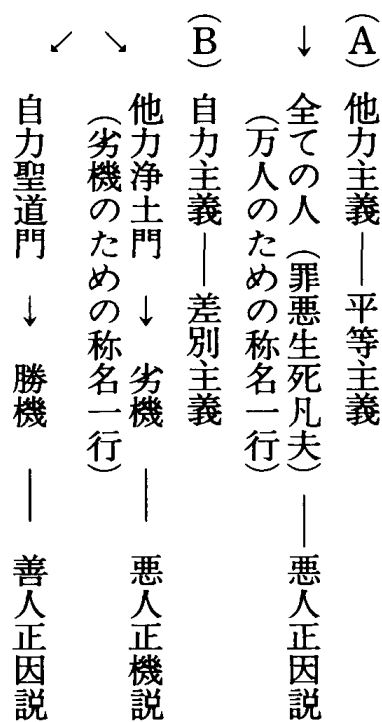 (A) 他力主義――平等主義
↓ 全ての人（罪悪生死凡夫）――悪人正因説
（万人のための称名一行）
(B) 自力主義――差別主義
↘ 他力浄土門 → 劣機――悪人正機説
（劣機のための称名一行）
↙ 自力聖道門 → 勝機――善人正因説